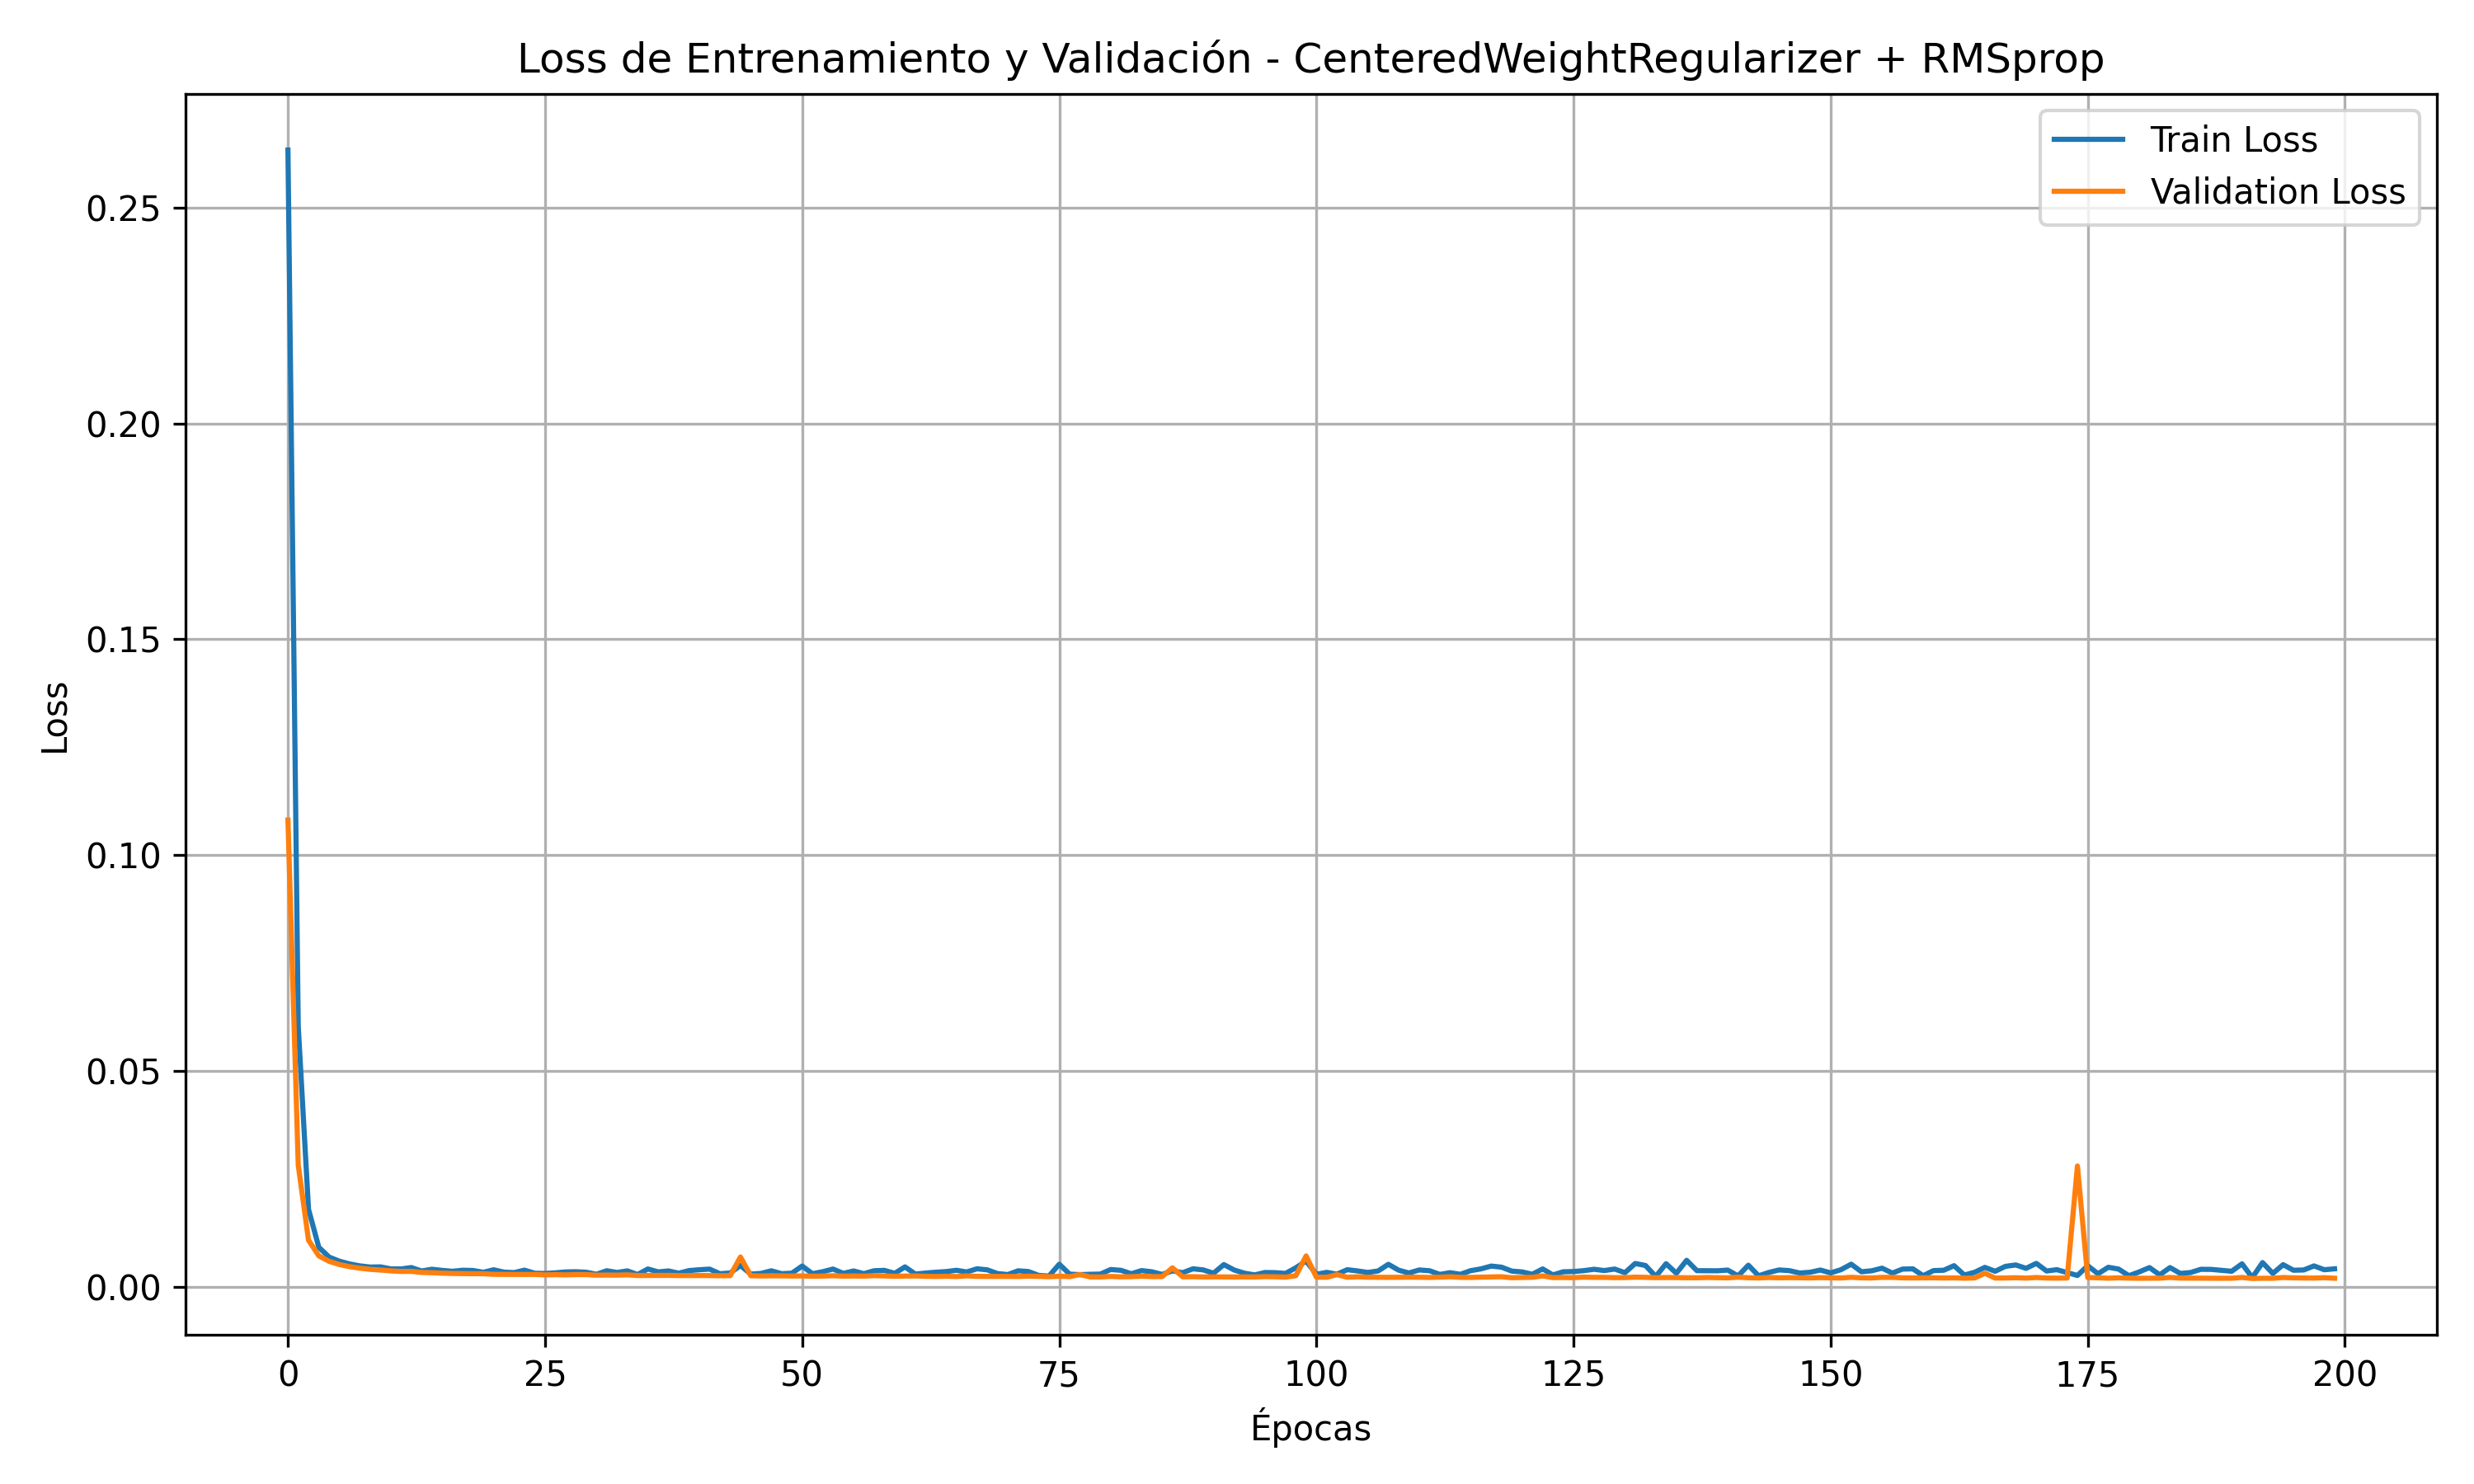 Loss de Entrenamiento y Validación - CenteredWeightRegularizer + RMSprop
Train Loss
Validation Loss
0.25
0.20
0.15
0.10
0.05
0.00
Loss
0 25 50 75 100 125 150 175 200
Épocas